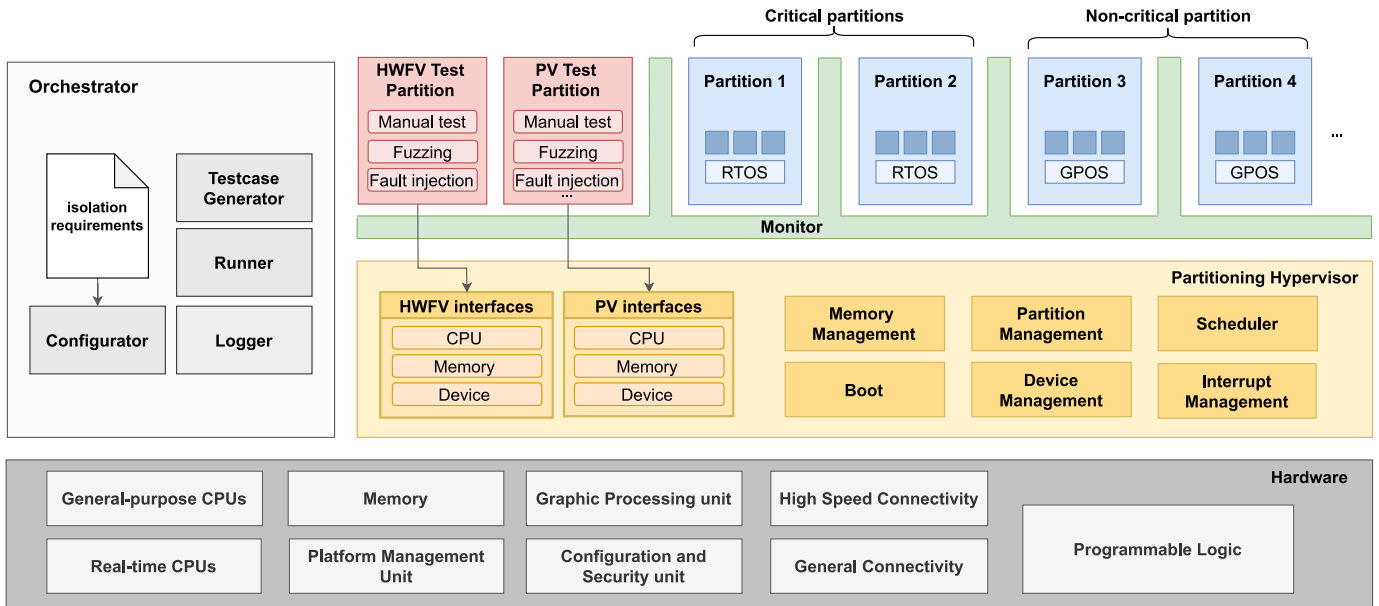 Critical partitions
Non-critical partition
Orchestrator
isolation
requirements
Testcase
Generator
Runner
Configurator
Logger
HWFV Test
Partition
Manual test
Fuzzing
Fault injection
PV Test
Partition
Manual test
Fuzzing
Fault injection
...
Partition 1
RTOS
Partition 2
RTOS
Partition 3
GPOS
Partition 4
GPOS
...
Monitor
Partitioning Hypervisor
HWFV interfaces
CPU
Memory
Device
PV interfaces
CPU
Memory
Device
Memory
Management
Partition
Management
Scheduler
Boot
Device
Management
Interrupt
Management
Hardware
General-purpose CPUs
Memory
Graphic Processing unit
High Speed Connectivity
Real-time CPUs
Platform Management
Unit
Configuration and
Security unit
General Connectivity
Programmable Logic